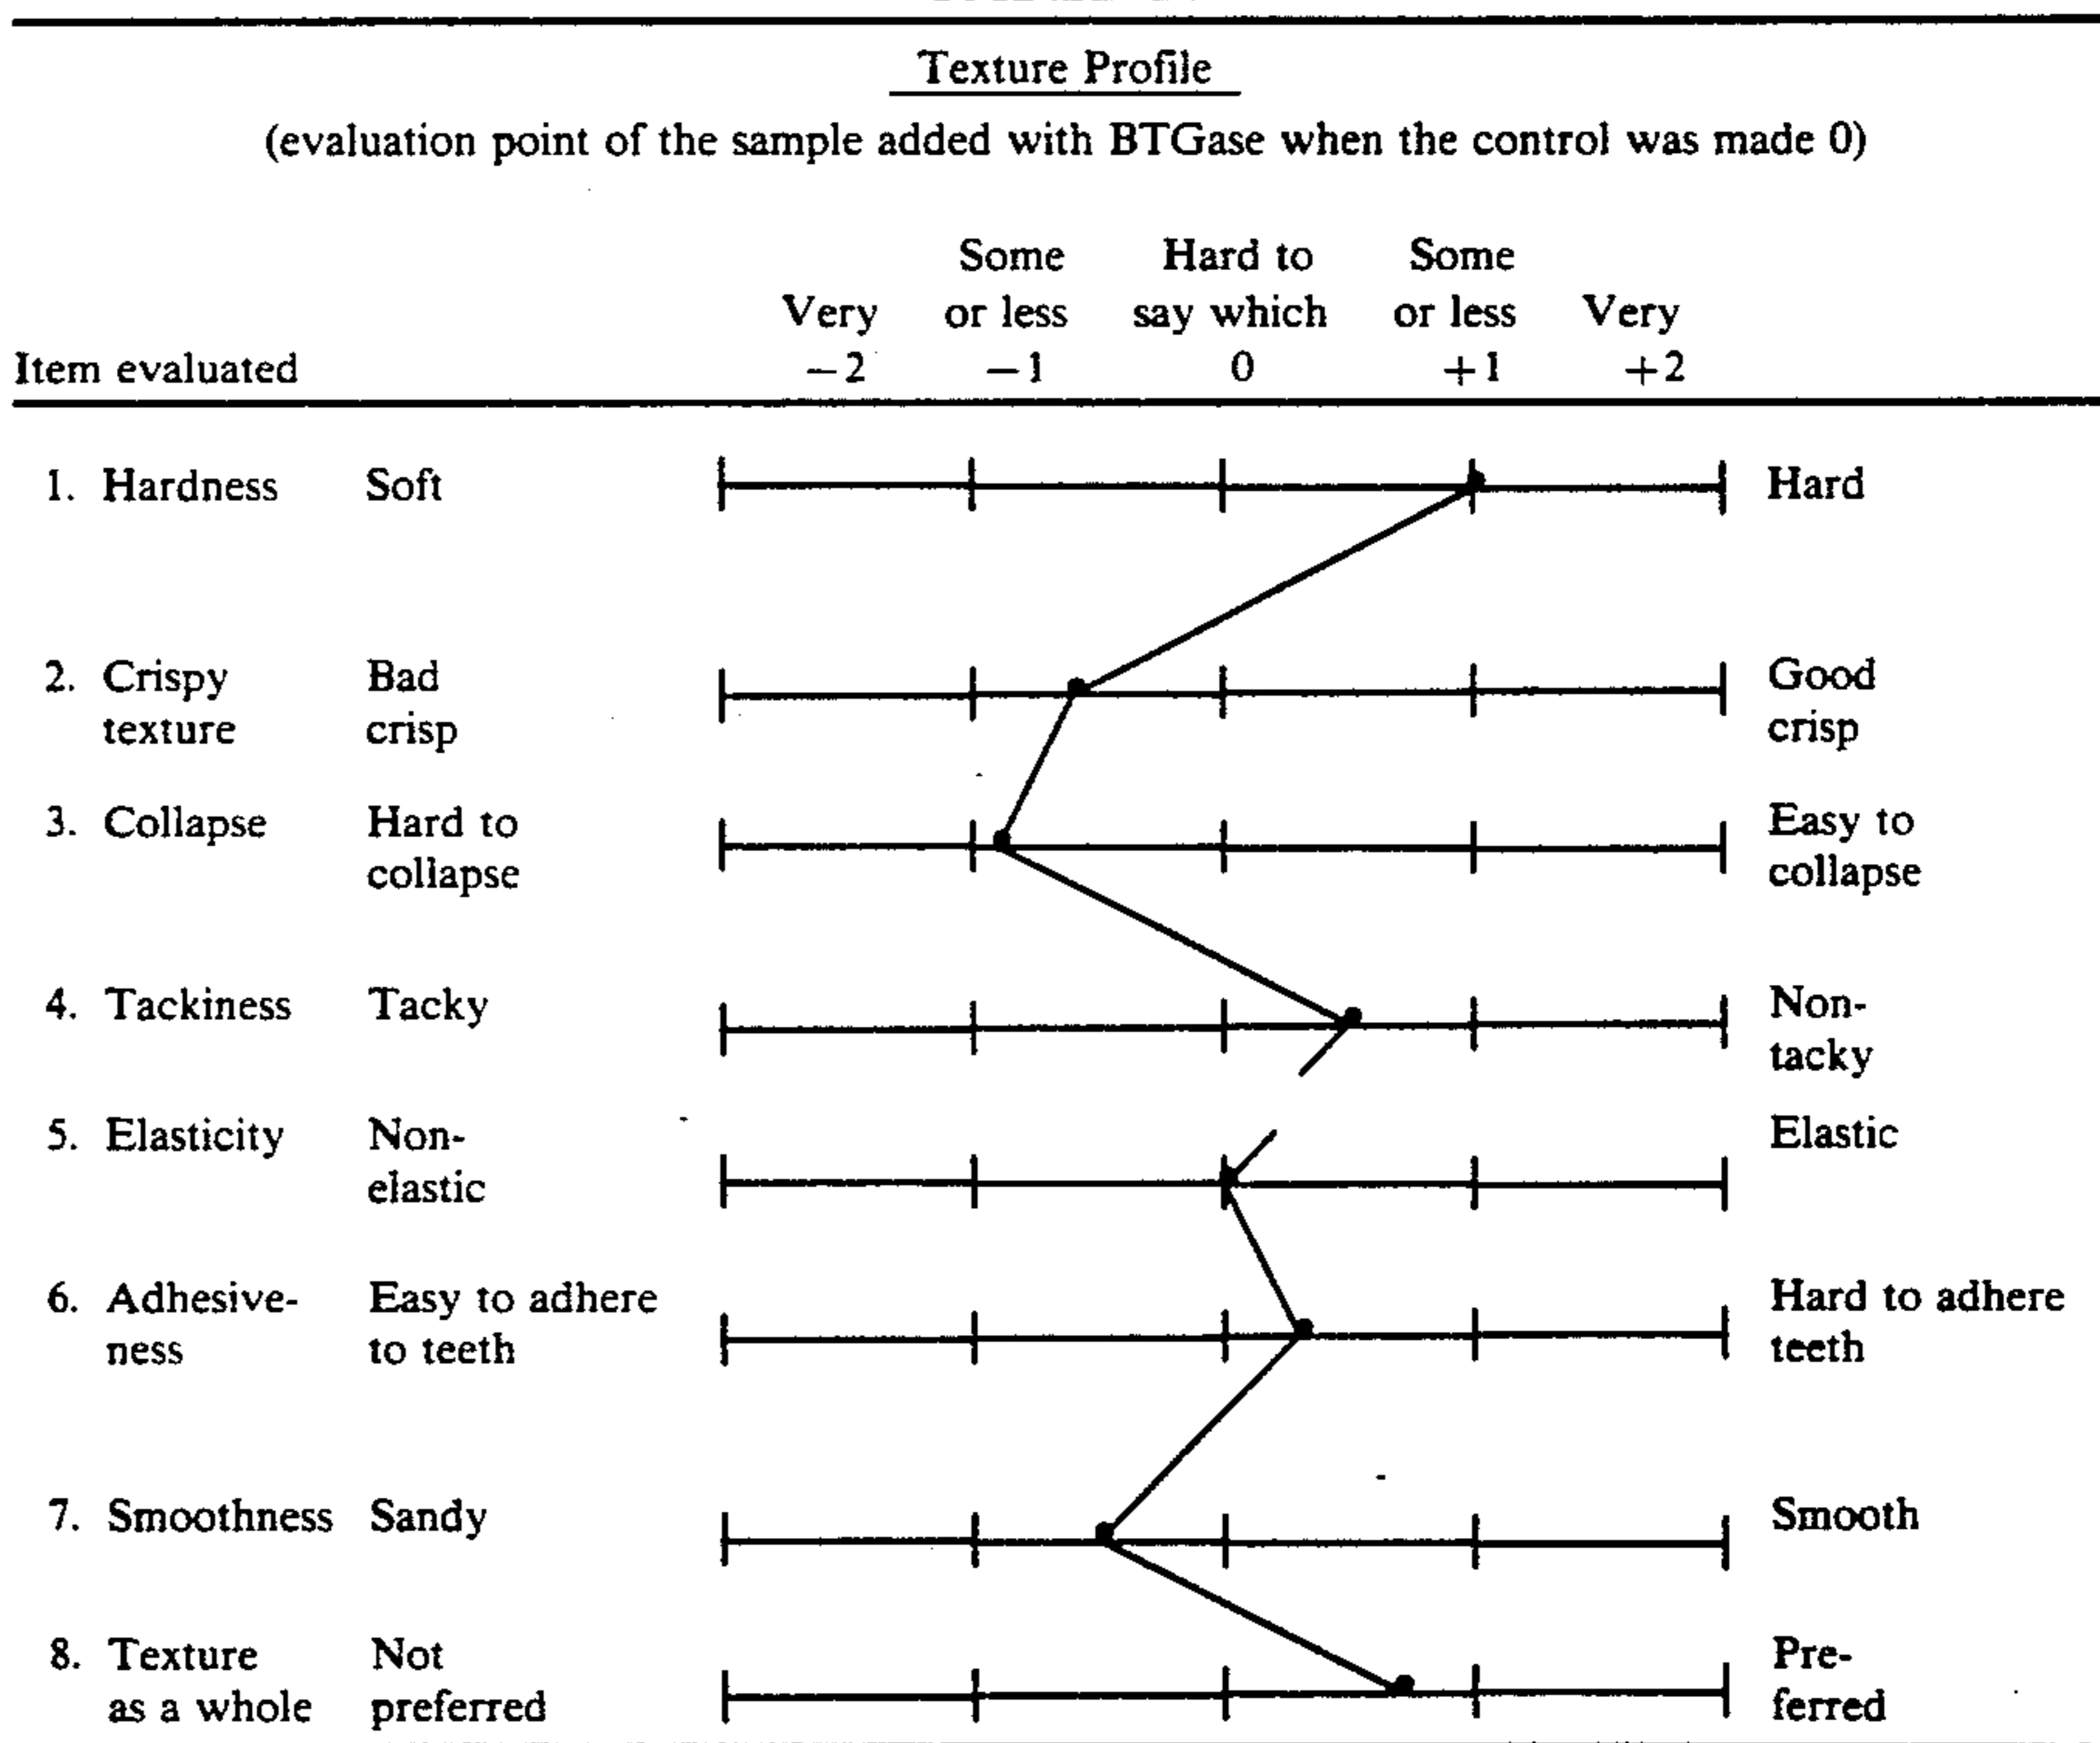 Texture Profile
(evaluation point of the sample added with BTGase when the control was made 0)
Some Hard to Some
Very or less say which or less Very
Item evaluated −2 −1 0 +1 +2
1. Hardness Soft Hard
2. Crispy Bad Good
texture crisp crisp
3. Collapse Hard to Easy to
collapse collapse
4. Tackiness Tacky Non-
tacky
5. Elasticity Non- Elastic
elastic
6. Adhesive- Easy to adhere Hard to adhere
ness to teeth teeth
7. Smoothness Sandy Smooth
8. Texture Not Pre-
as a whole preferred ferred